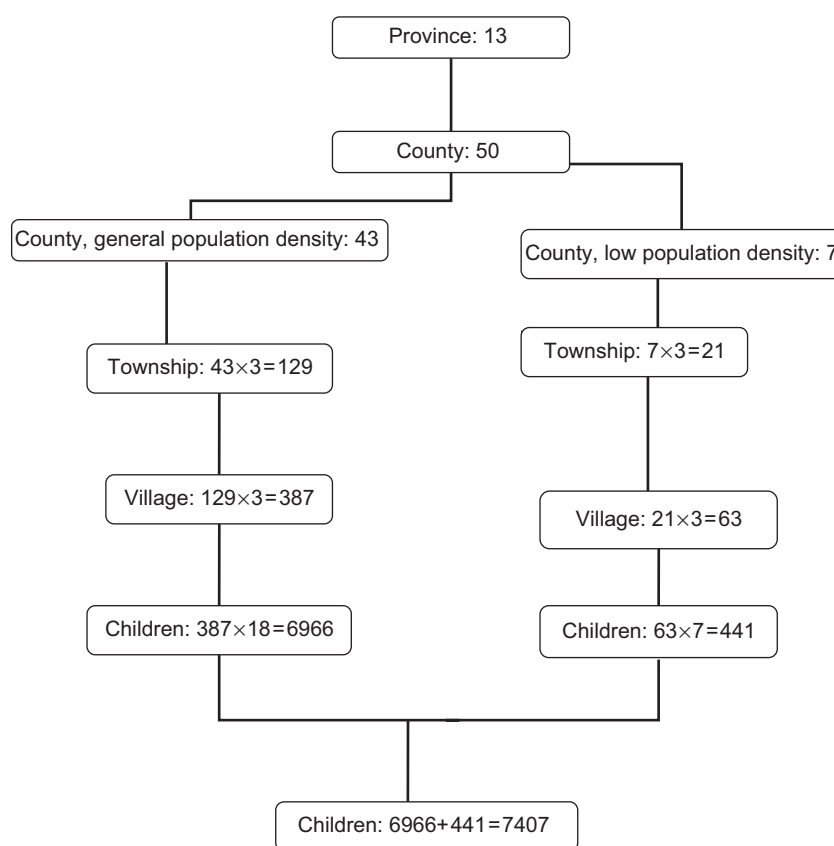 Province: 13
County: 50
County, general population density: 43
County, low population density: 7
Township: 43×3=129
Township: 7×3=21
Village: 129×3=387
Village: 21×3=63
Children: 387×18=6966
Children: 63×7=441
Children: 6966+441=7407